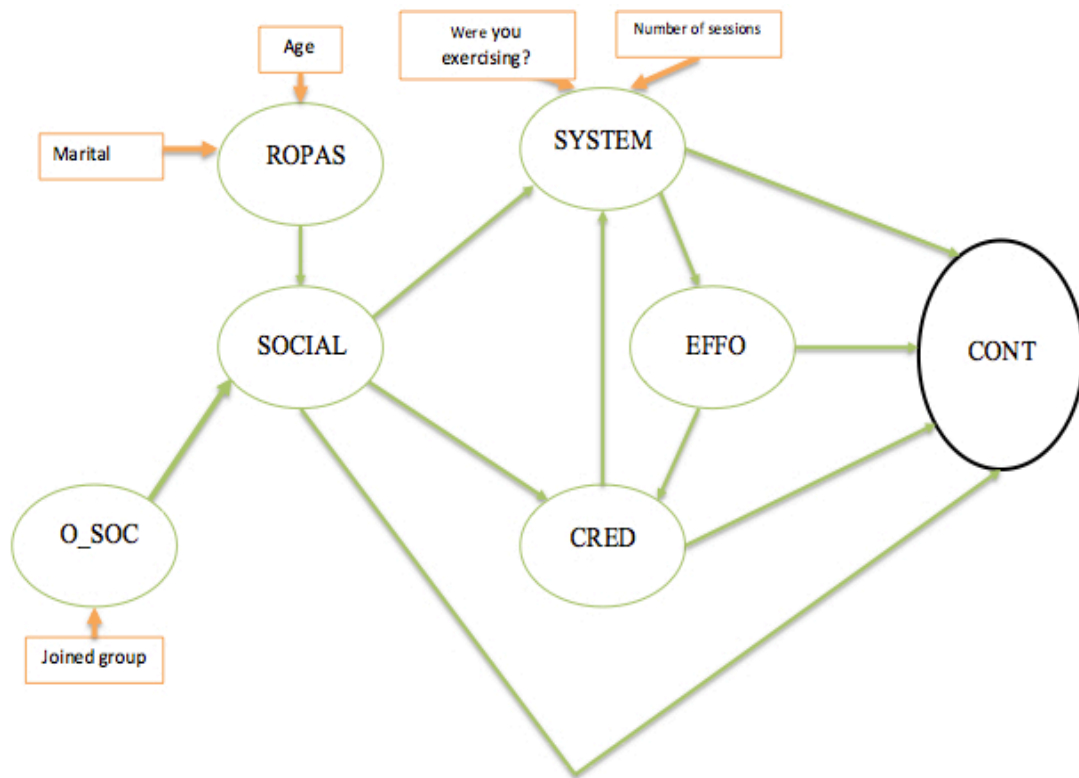 Were you
exercising?
Number of sessions
Age
SYSTEM
Marital
ROPAS
SOCIAL
EFFO
CONT
O_SOC
CRED
Joined group